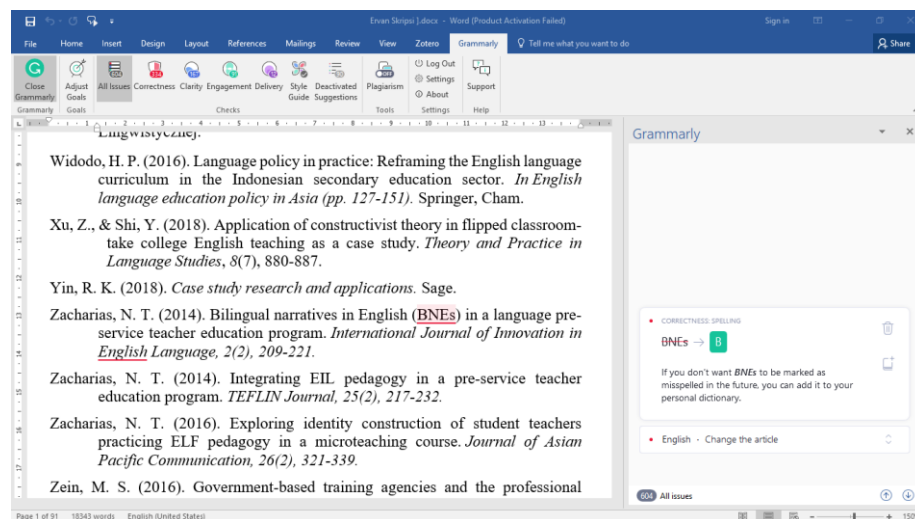 Ervan Skripsi ].docx - Word (Product Activation Failed)
Sign in
File Home Insert Design Layout References Mailings Review View Zotero Grammarly Tell me what you want to do
Share
Close Grammarly
Adjust Goals
All Issues
Correctness
Clarity
Engagement
Delivery
Style Guide
Deactivated Suggestions
Plagiarism
Log Out
Settings
About
Support
Grammarly Goals Checks Tools Settings Help
Lingwistycznej.
Widodo, H. P. (2016). Language policy in practice: Reframing the English language
curriculum in the Indonesian secondary education sector. In English
language education policy in Asia (pp. 127-151). Springer, Cham.
Xu, Z., & Shi, Y. (2018). Application of constructivist theory in flipped classroom-
take college English teaching as a case study. Theory and Practice in
Language Studies, 8(7), 880-887.
Yin, R. K. (2018). Case study research and applications. Sage.
Zacharias, N. T. (2014). Bilingual narratives in English (BNEs) in a language pre-
service teacher education program. International Journal of Innovation in
English Language, 2(2), 209-221.
Zacharias, N. T. (2014). Integrating EIL pedagogy in a pre-service teacher
education program. TEFLIN Journal, 25(2), 217-232.
Zacharias, N. T. (2016). Exploring identity construction of student teachers
practicing ELF pedagogy in a microteaching course. Journal of Asian
Pacific Communication, 26(2), 321-339.
Zein, M. S. (2016). Government-based training agencies and the professional
Grammarly
CORRECTNESS: SPELLING
BNEs → B
If you don't want BNEs to be marked as
misspelled in the future, you can add it to your
personal dictionary.
English · Change the article
604 All issues
Page 1 of 91 18343 words English (United States)